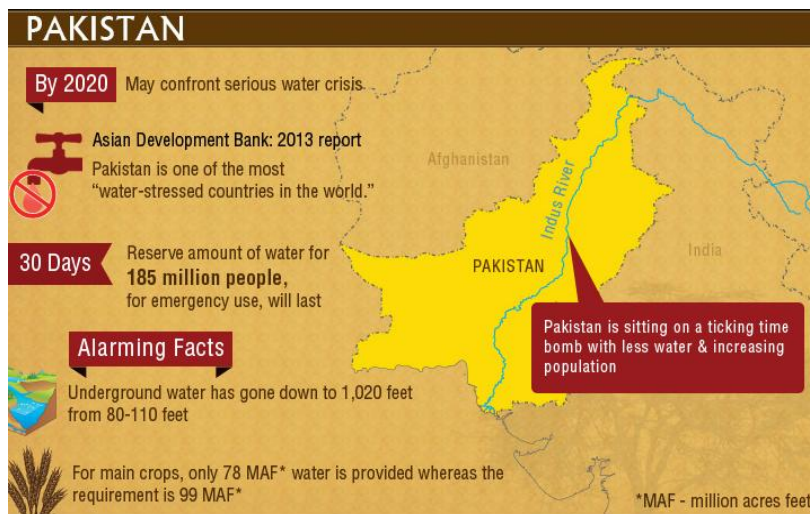 PAKISTAN
By 2020
May confront serious water crisis
Asian Development Bank: 2013 report
Pakistan is one of the most
“water-stressed countries in the world.”
30 Days
Reserve amount of water for
185 million people,
for emergency use, will last
Alarming Facts
Underground water has gone down to 1,020 feet
from 80-110 feet
For main crops, only 78 MAF* water is provided whereas the
requirement is 99 MAF*
Afghanistan
Indus River
PAKISTAN
India
Pakistan is sitting on a ticking time
bomb with less water & increasing
population
*MAF - million acres feet